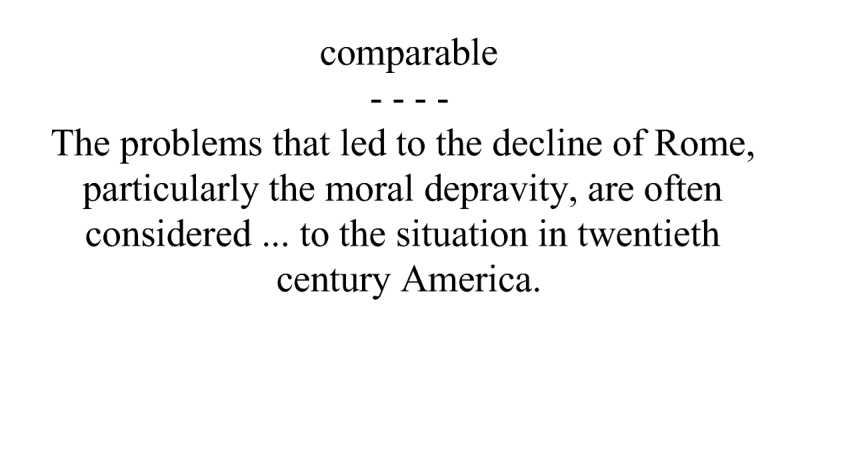 comparable
- - - -
The problems that led to the decline of Rome,
particularly the moral depravity, are often
considered ... to the situation in twentieth
century America.